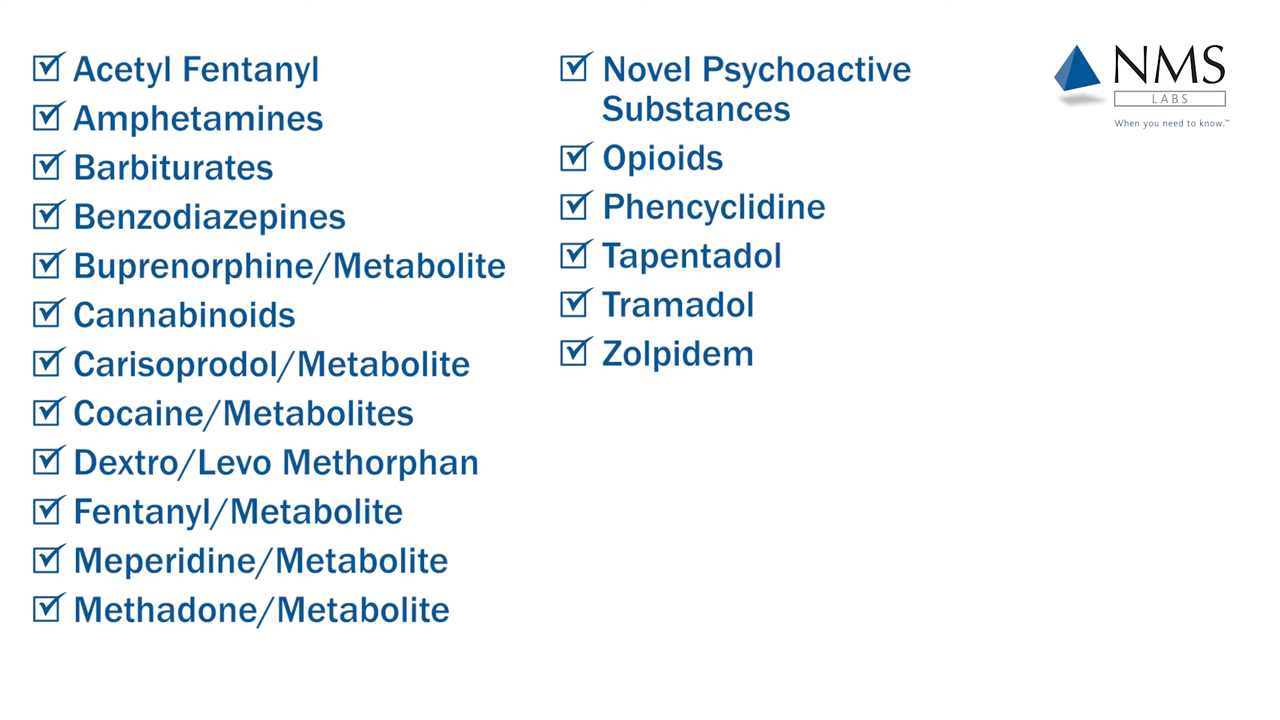 Acetyl Fentanyl
Amphetamines
Barbiturates
Benzodiazepines
Buprenorphine/Metabolite
Cannabinoids
Carisoprodol/Metabolite
Cocaine/Metabolites
Dextro/Levo Methorphan
Fentanyl/Metabolite
Meperidine/Metabolite
Methadone/Metabolite
Novel Psychoactive
Substances
Opioids
Phencyclidine
Tapentadol
Tramadol
Zolpidem
NMS
LABS
When you need to know.™